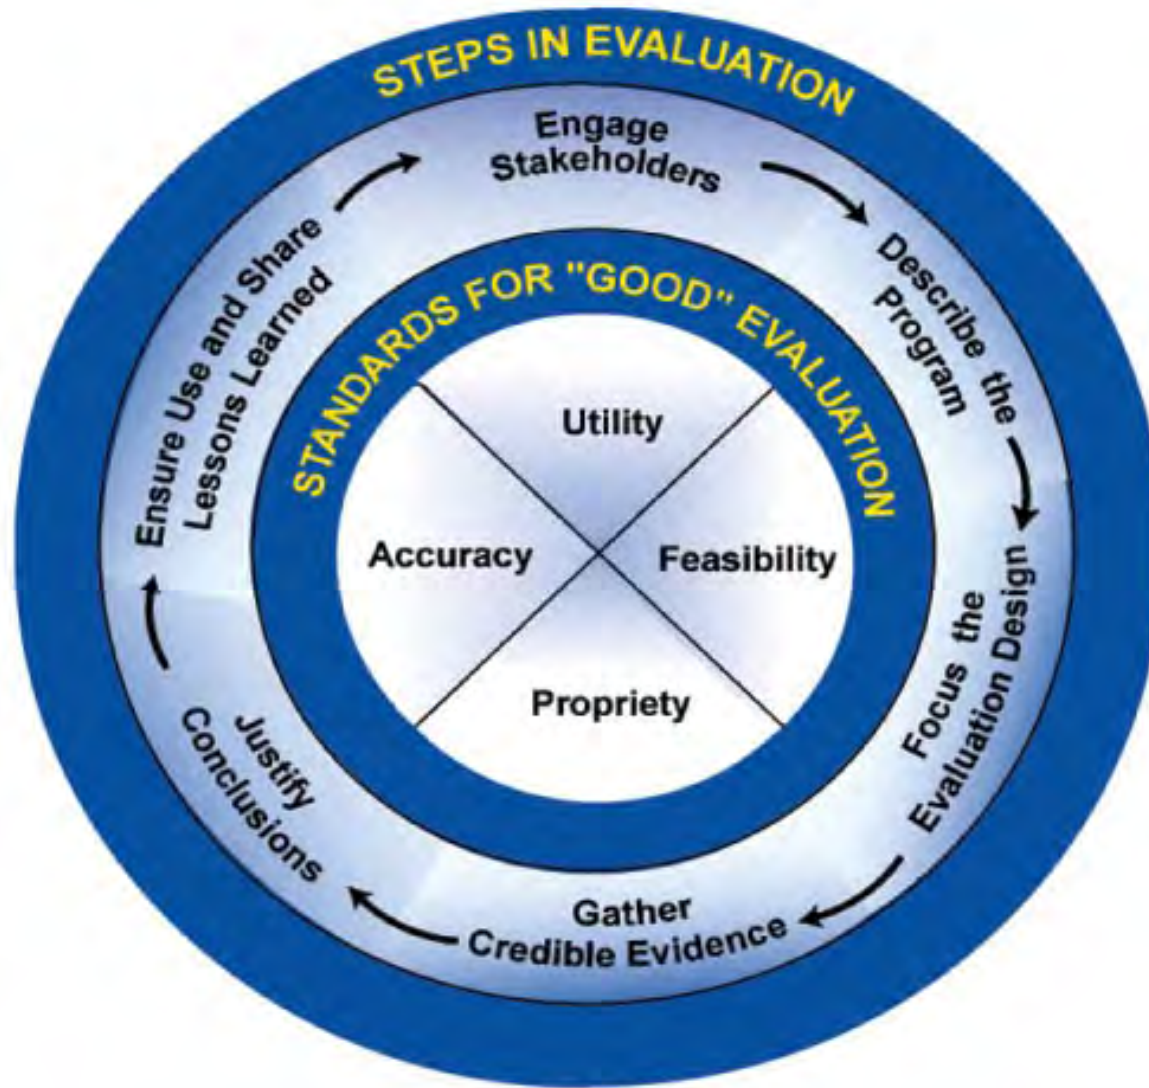 STEPS IN EVALUATION
Engage
Stakeholders
Describe the
Program
Focus the
Evaluation Design
Gather
Credible Evidence
Justify
Conclusions
Ensure Use and Share
Lessons Learned
STANDARDS FOR "GOOD" EVALUATION
Utility
Feasibility
Propriety
Accuracy